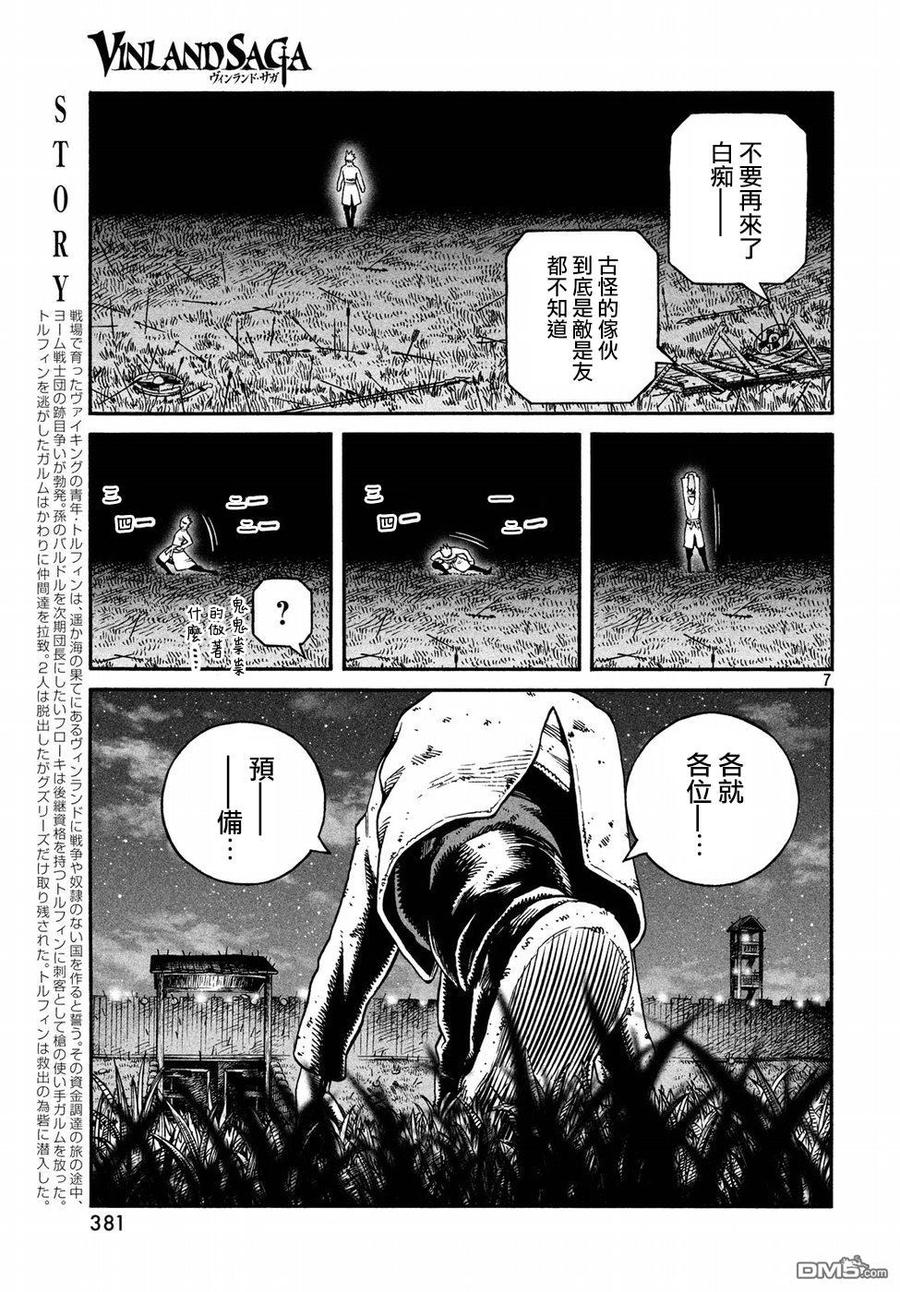 VINLAND SAGA
ヴィンランド・サガ
STORY
戦場で育ったヴァイキングの青年・トルフィンは、遥か海の果てにあるヴィンランドに戦争や奴隷のない国を作ると誓う。その資金調達の旅の途中、
ヨーム戦士団の跡目争いが勃発。孫のバルドルを次期団長にしたいフローキは後継資格を持つトルフィンに刺客として槍の使い手ガルムを放った。
トルフィンを逃がしたガルムはかわりに仲間達を拉致。2人は脱出したがグズリーズだけ取り残された。トルフィンは救出の為砦に潜入した。
不要再來了
白痴——
古怪的傢伙
到底是敵是友
都不知道
二一
二
三
四一
二一
二
三
四一
?
鬼鬼祟祟
的做著
什麼……
7
各就
各位—…
預——
備…
381
DM5.com